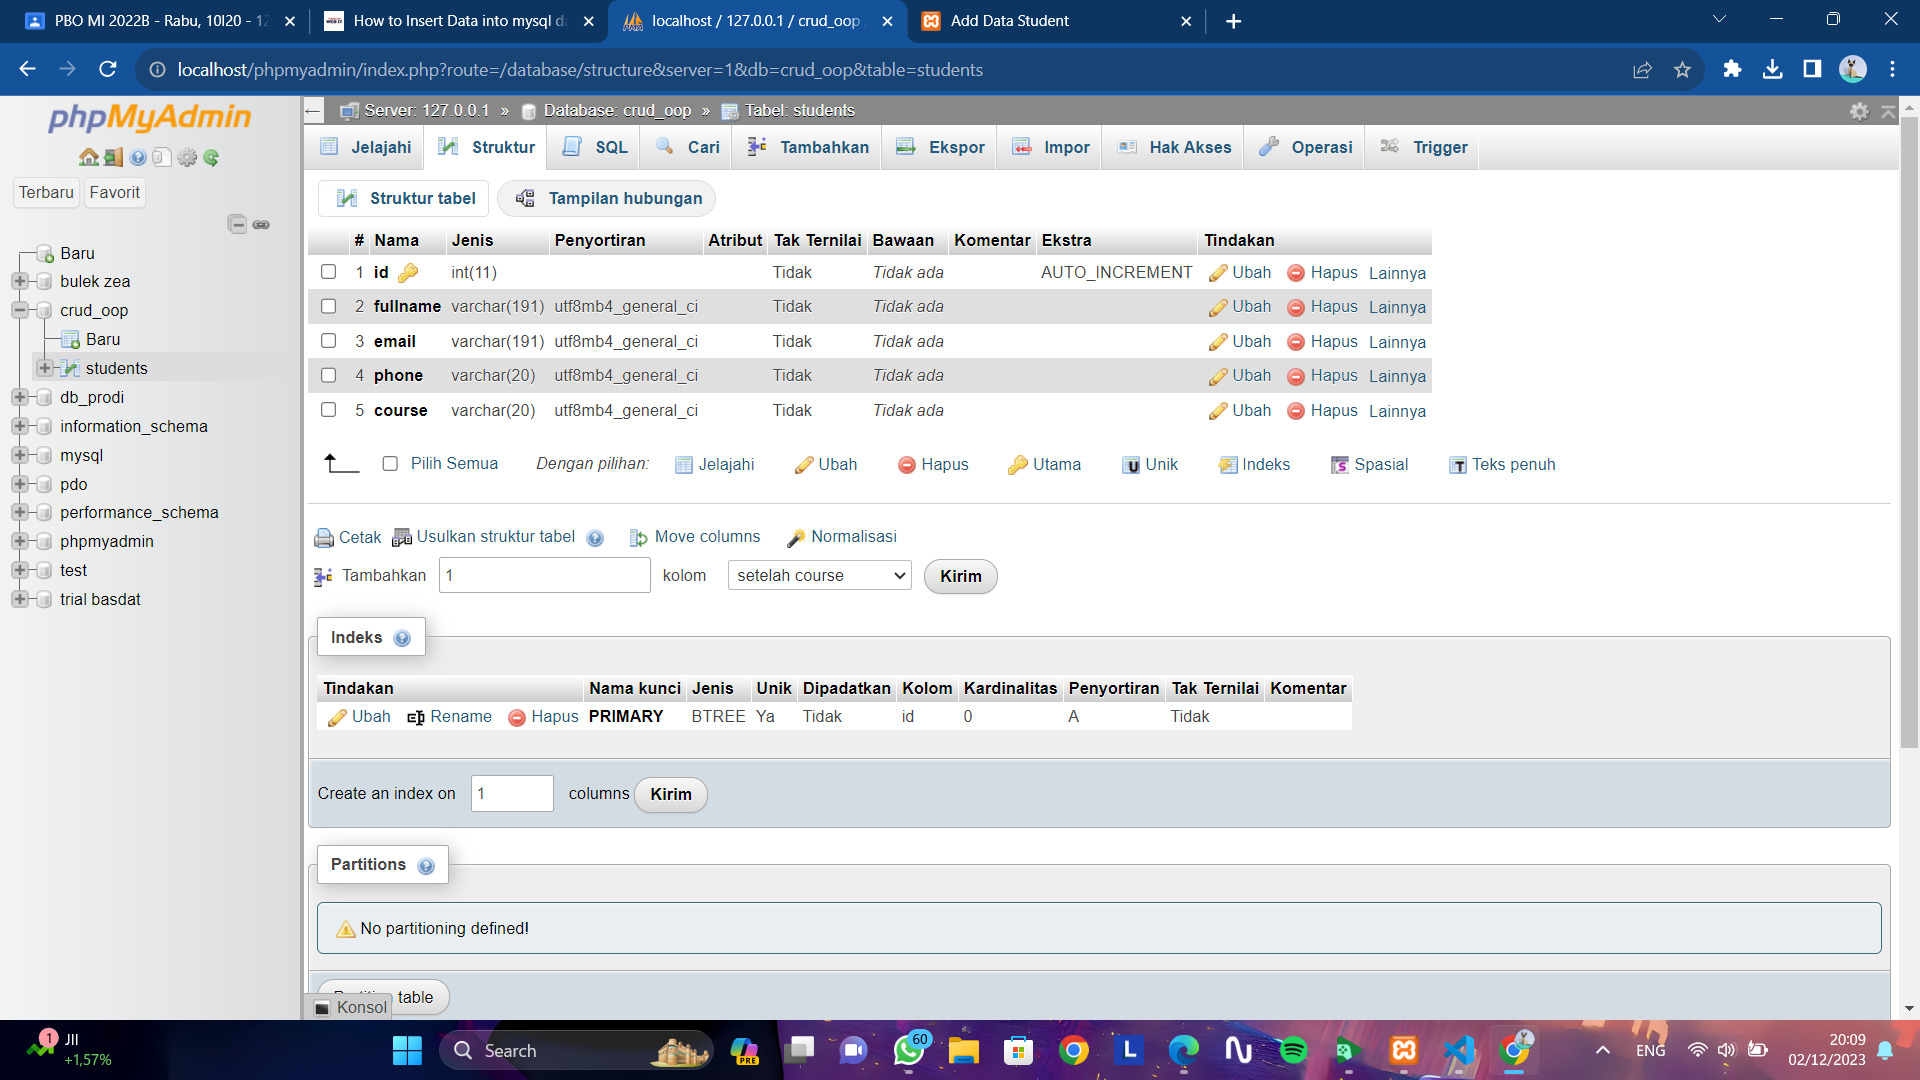 PBO MI 2022B - Rabu, 10I20 - 12
How to Insert Data into mysql da
localhost / 127.0.0.1 / crud_oop /
Add Data Student
localhost/phpmyadmin/index.php?route=/database/structure&server=1&db=crud_oop&table=students
phpMyAdmin
Terbaru Favorit
Baru
bulek zea
crud_oop
Baru
students
db_prodi
information_schema
mysql
pdo
performance_schema
phpmyadmin
test
trial basdat
Server: 127.0.0.1 » Database: crud_oop » Tabel: students
Jelajahi Struktur SQL Cari Tambahkan Ekspor Impor Hak Akses Operasi Trigger
Struktur tabel Tampilan hubungan
# Nama Jenis Penyortiran Atribut Tak Ternilai Bawaan Komentar Ekstra Tindakan
1 id int(11) Tidak Tidak ada AUTO_INCREMENT Ubah Hapus Lainnya
2 fullname varchar(191) utf8mb4_general_ci Tidak Tidak ada Ubah Hapus Lainnya
3 email varchar(191) utf8mb4_general_ci Tidak Tidak ada Ubah Hapus Lainnya
4 phone varchar(20) utf8mb4_general_ci Tidak Tidak ada Ubah Hapus Lainnya
5 course varchar(20) utf8mb4_general_ci Tidak Tidak ada Ubah Hapus Lainnya
Pilih Semua Dengan pilihan: Jelajahi Ubah Hapus Utama Unik Indeks Spasial Teks penuh
Cetak Usulkan struktur tabel Move columns Normalisasi
Tambahkan 1 kolom setelah course Kirim
Indeks
Tindakan Nama kunci Jenis Unik Dipadatkan Kolom Kardinalitas Penyortiran Tak Ternilai Komentar
Ubah Rename Hapus PRIMARY BTREE Ya Tidak id 0 A Tidak
Create an index on 1 columns Kirim
Partitions
No partitioning defined!
table
Konsol
1 JII
+1,57%
Search
PRE
60
L
ENG
20:09
02/12/2023